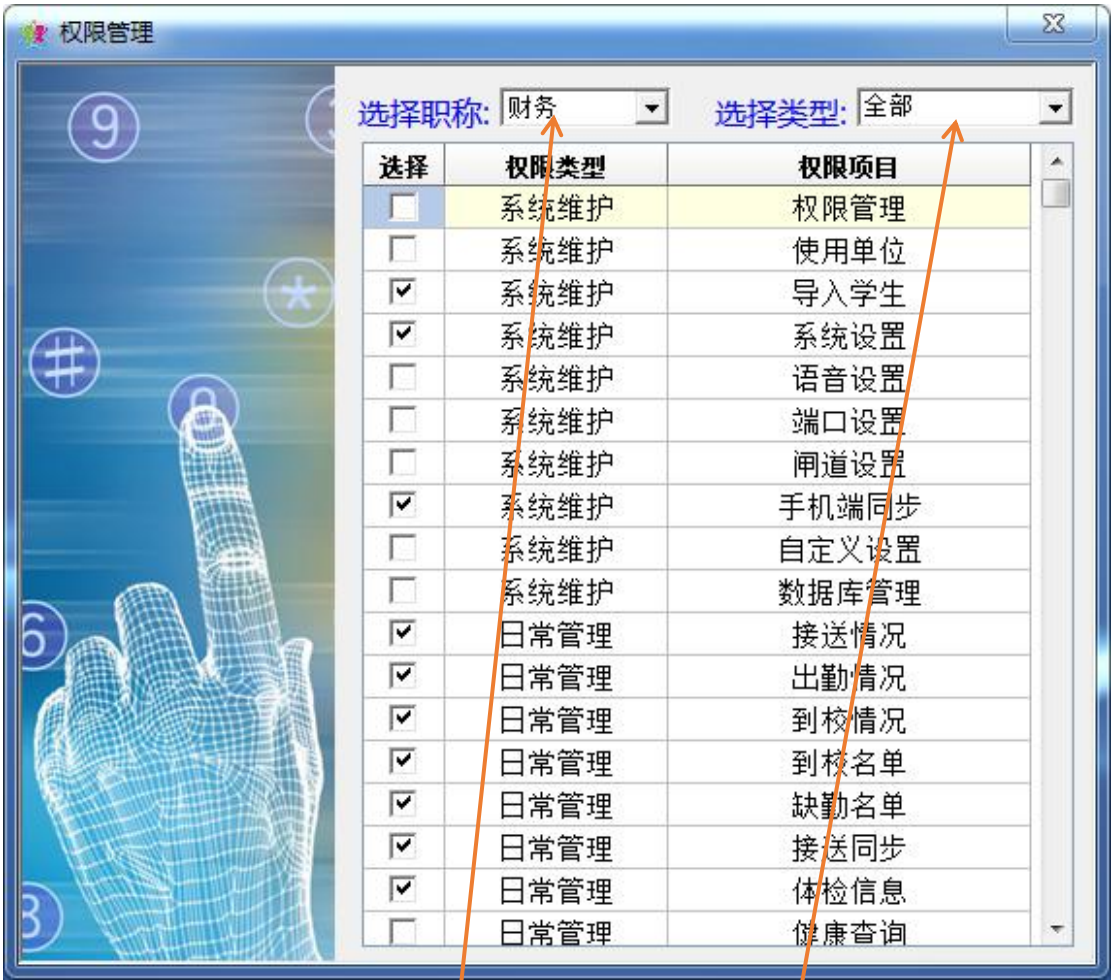 权限管理
9
选择职称: 财务 选择类型: 全部
选择 权限类型 权限项目
系统维护 权限管理
系统维护 使用单位
* 系统维护 导入学生
# 系统维护 系统设置
系统维护 语音设置
系统维护 端口设置
系统维护 闸道设置
系统维护 手机端同步
系统维护 自定义设置
系统维护 数据库管理
6 日常管理 接送情况
日常管理 出勤情况
日常管理 到校情况
日常管理 到校名单
日常管理 缺勤名单
日常管理 接送同步
日常管理 体检信息
8 日常管理 健康查询